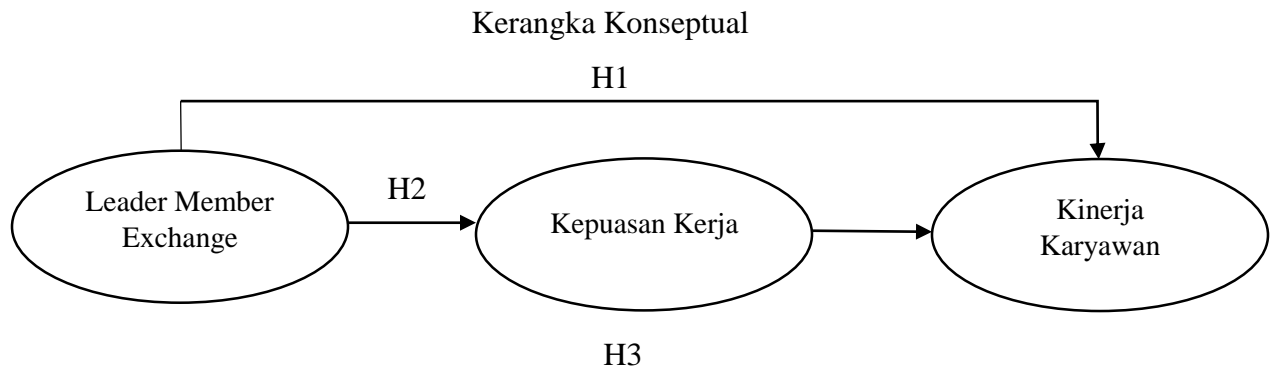 Kerangka Konseptual
H1
Leader Member
Exchange
H2
Kepuasan Kerja
Kinerja
Karyawan
H3